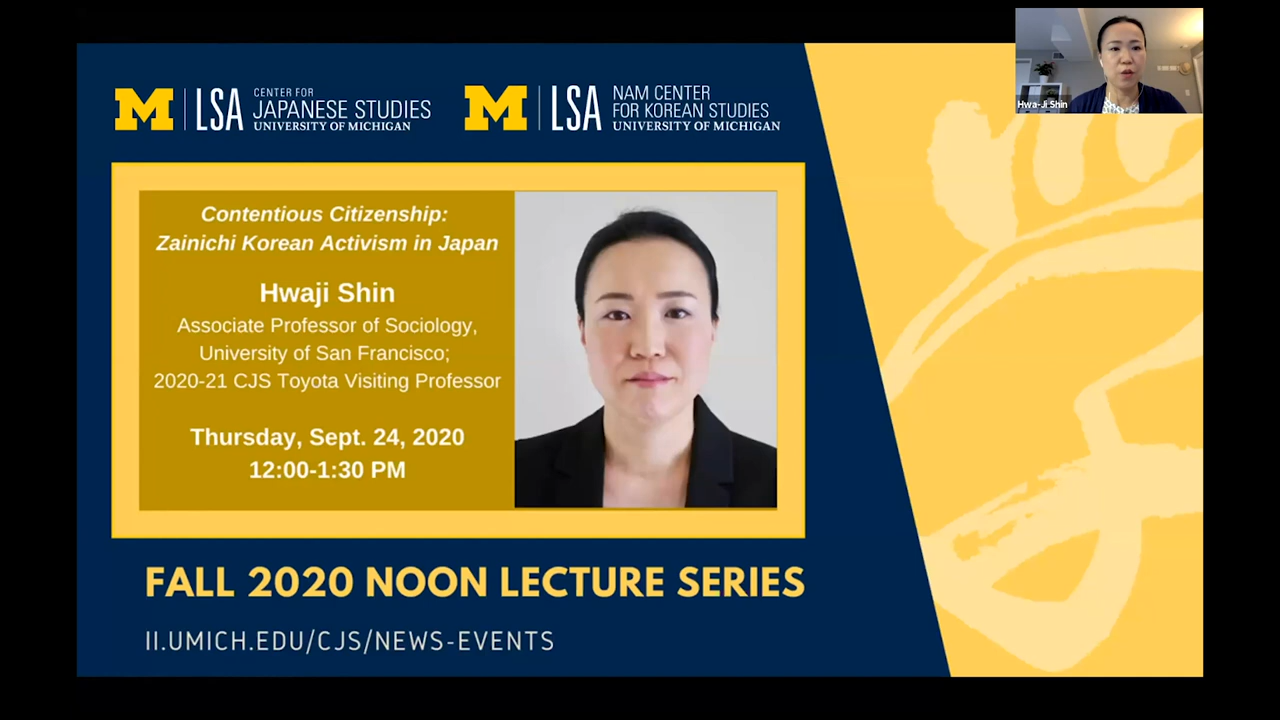 M LSA CENTER FOR
JAPANESE STUDIES
UNIVERSITY OF MICHIGAN
M LSA NAM CENTER
FOR KOREAN STUDIES
UNIVERSITY OF MICHIGAN
Hwa-Ji Shin
Contentious Citizenship:
Zainichi Korean Activism in Japan
Hwaji Shin
Associate Professor of Sociology,
University of San Francisco;
2020-21 CJS Toyota Visiting Professor
Thursday, Sept. 24, 2020
12:00-1:30 PM
FALL 2020 NOON LECTURE SERIES
II.UMICH.EDU/CJS/NEWS-EVENTS